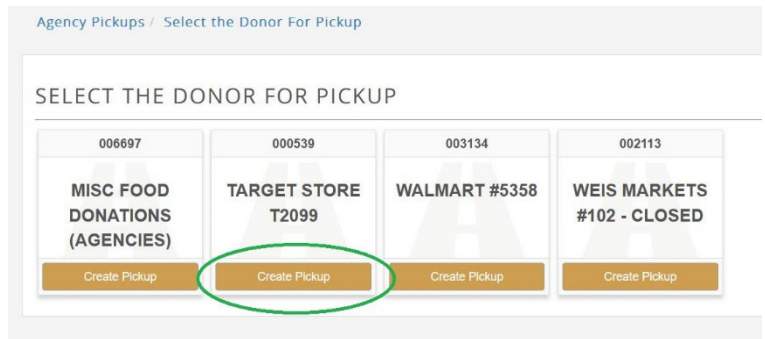 Agency Pickups / Select the Donor For Pickup
SELECT THE DONOR FOR PICKUP
006697
MISC FOOD
DONATIONS
(AGENCIES)
Create Pickup
000539
TARGET STORE
T2099
Create Pickup
003134
WALMART #5358
Create Pickup
002113
WEIS MARKETS
#102 - CLOSED
Create Pickup